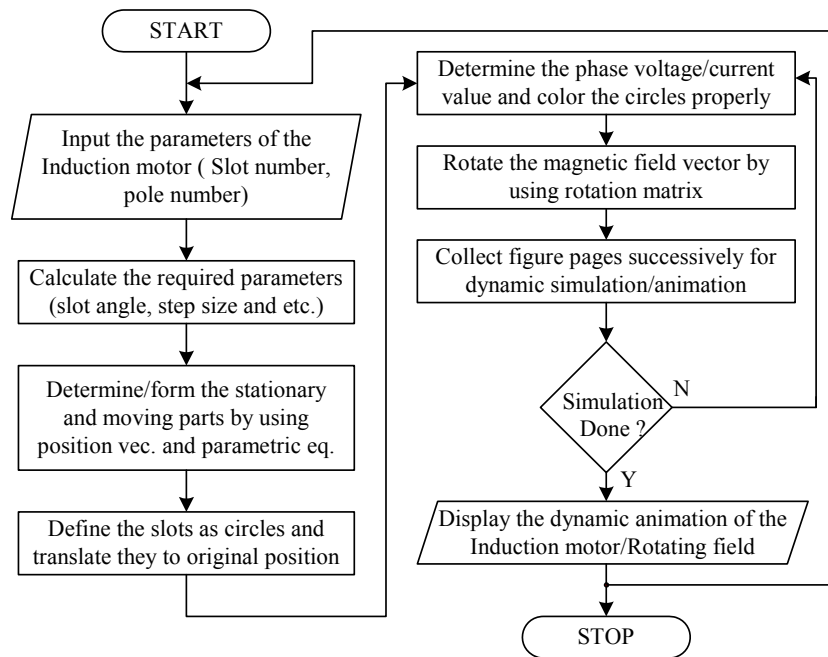 START
Input the parameters of the
Induction motor ( Slot number,
pole number)
Calculate the required parameters
(slot angle, step size and etc.)
Determine/form the stationary
and moving parts by using
position vec. and parametric eq.
Define the slots as circles and
translate they to original position
Determine the phase voltage/current
value and color the circles properly
Rotate the magnetic field vector by
using rotation matrix
Collect figure pages successively for
dynamic simulation/animation
Simulation
Done ?
N
Y
Display the dynamic animation of the
Induction motor/Rotating field
STOP